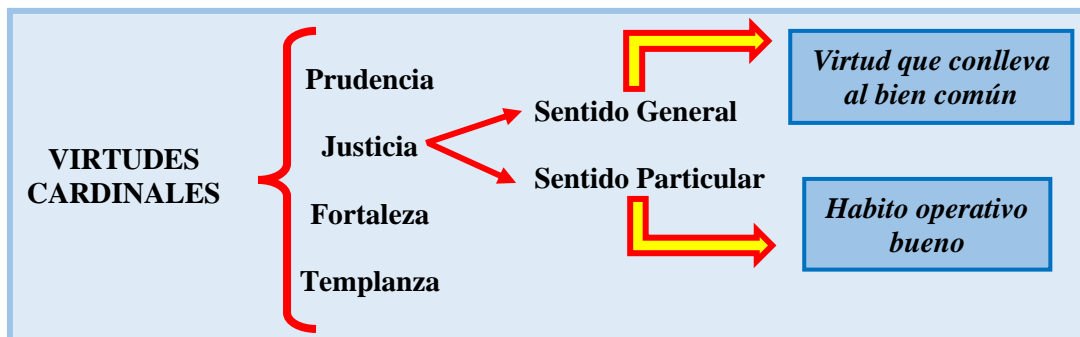 VIRTUDES
CARDINALES
Prudencia
Justicia
Fortaleza
Templanza
Sentido General
Sentido Particular
Virtud que conlleva
al bien común
Habito operativo
bueno